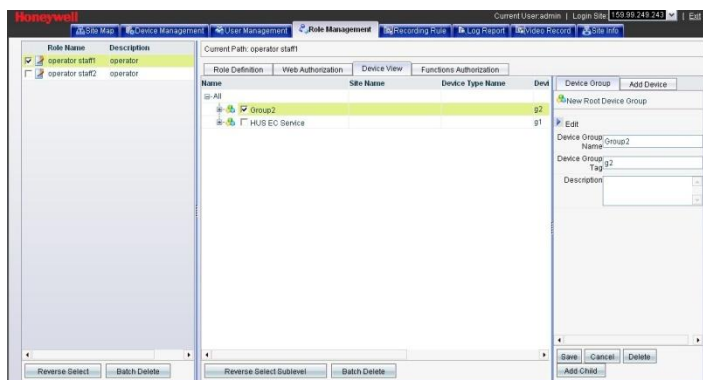 Honeywell
Current User:admin | Login Site: 159.99.249.243 | Exit
Site Map Device Management User Management Role Management Recording Rule Log Report Video Record Site Info
Role Name Description
operator staff1 operator
operator staff2 operator
Current Path: operator staff1
Role Definition Web Authorization Device View Functions Authorization
Name Site Name Device Type Name Devi
All
Group2 g2
HUS EC Service g1
Device Group Add Device
New Root Device Group
Edit
Device Group Name Group2
Device Group Tag g2
Description
Save Cancel Delete
Add Child
Reverse Select Batch Delete
Reverse Select Sublevel Batch Delete